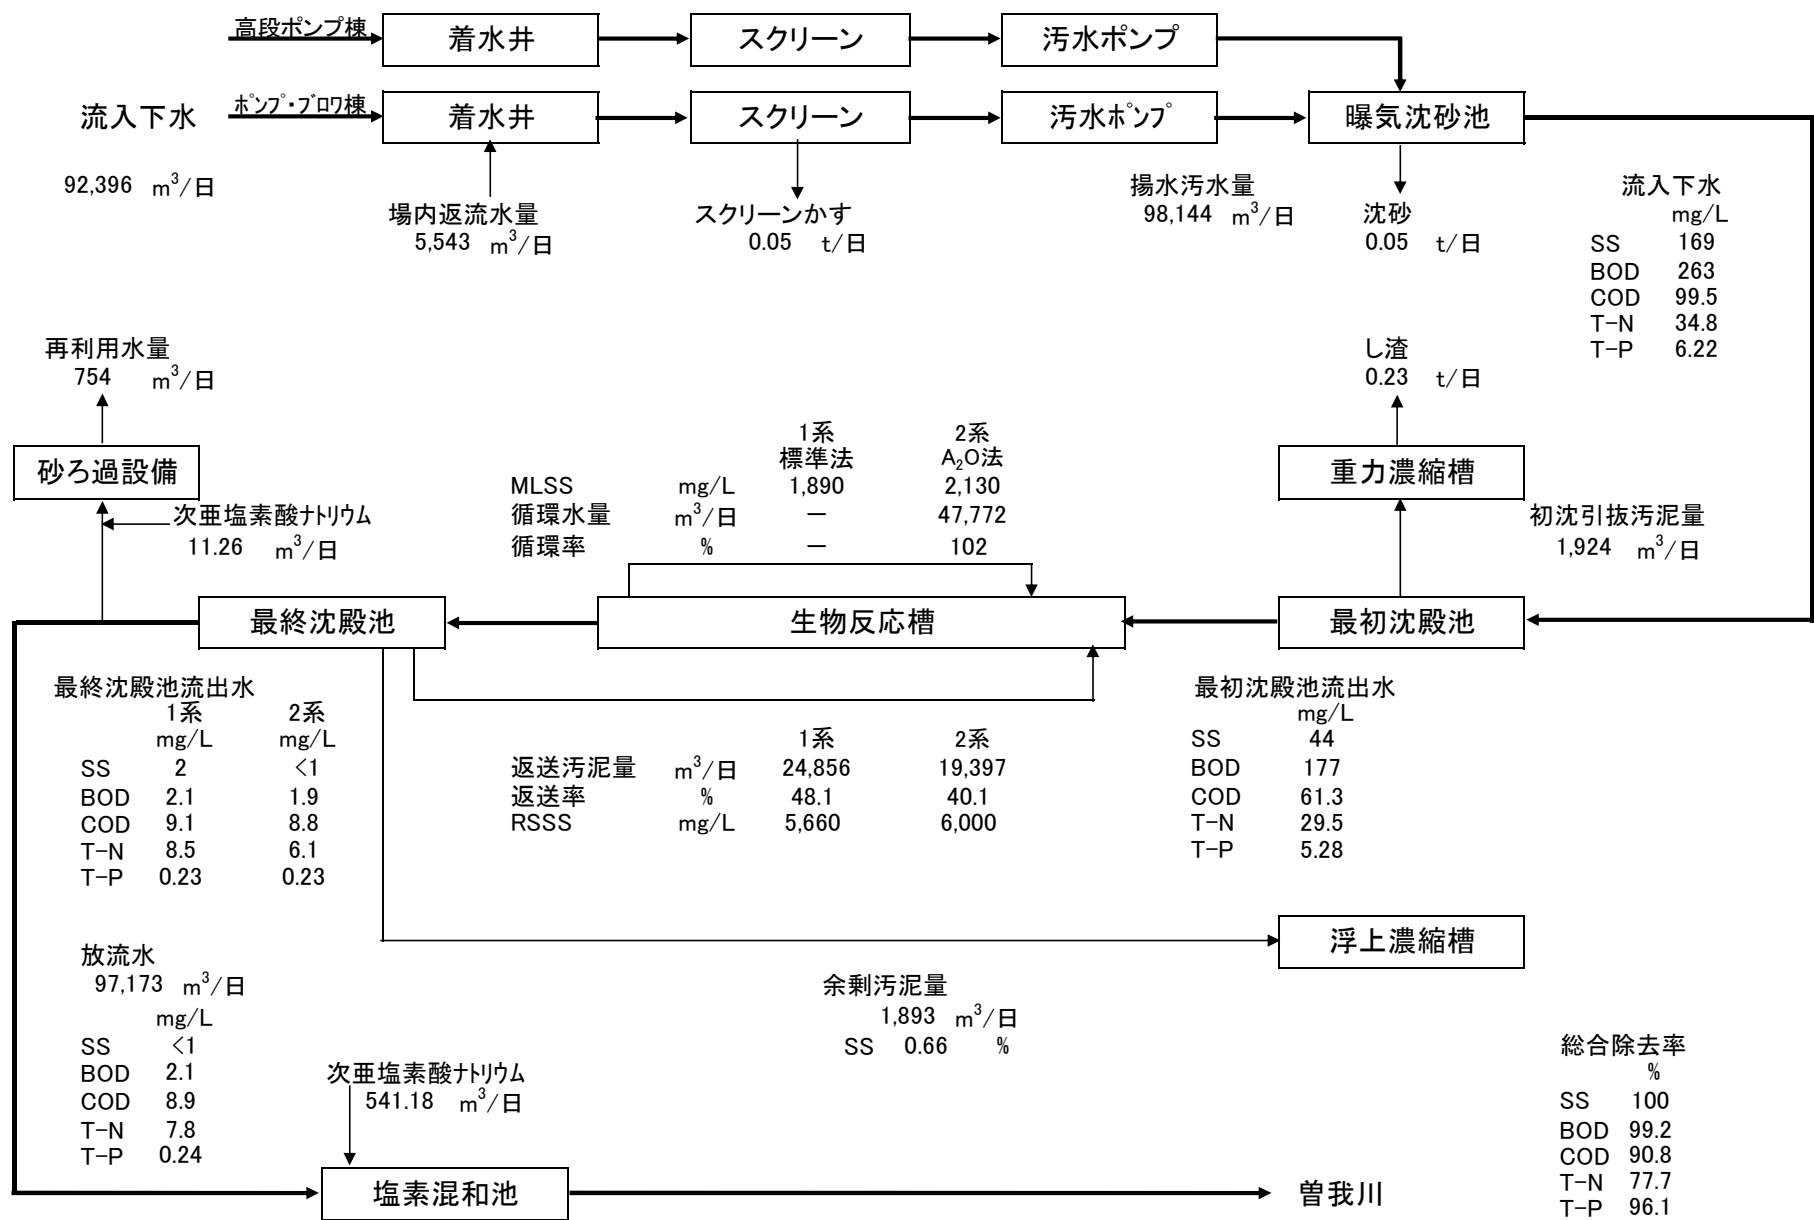 高段ポンプ棟 着水井 スクリーン 汚水ポンプ
流入下水 ﾎﾟﾝﾌﾟ・ﾌﾞﾛﾜ棟 着水井 スクリーン 汚水ﾎﾟﾝﾌﾟ 曝気沈砂池
92,396 m³/日
場内返流水量
5,543 m³/日
スクリーンかす
0.05 t/日
揚水汚水量
98,144 m³/日
沈砂
0.05 t/日
流入下水
mg/L
SS 169
BOD 263
COD 99.5
T-N 34.8
T-P 6.22
再利用水量
754 m³/日
し渣
0.23 t/日
砂ろ過設備
次亜塩素酸ﾅﾄﾘｳﾑ
11.26 m³/日
1系 2系
標準法 A₂O法
MLSS mg/L 1,890 2,130
循環水量 m³/日 － 47,772
循環率 % － 102
重力濃縮槽
初沈引抜汚泥量
1,924 m³/日
最終沈殿池 生物反応槽 最初沈殿池
最終沈殿池流出水
1系 2系
mg/L mg/L
SS 2 <1
BOD 2.1 1.9
COD 9.1 8.8
T-N 8.5 6.1
T-P 0.23 0.23
1系 2系
返送汚泥量 m³/日 24,856 19,397
返送率 % 48.1 40.1
RSSS mg/L 5,660 6,000
最初沈殿池流出水
mg/L
SS 44
BOD 177
COD 61.3
T-N 29.5
T-P 5.28
浮上濃縮槽
放流水
97,173 m³/日
mg/L
SS <1
BOD 2.1
COD 8.9
T-N 7.8
T-P 0.24
余剰汚泥量
1,893 m³/日
SS 0.66 %
次亜塩素酸ﾅﾄﾘｳﾑ
541.18 m³/日
総合除去率
%
SS 100
BOD 99.2
COD 90.8
T-N 77.7
T-P 96.1
塩素混和池 曽我川